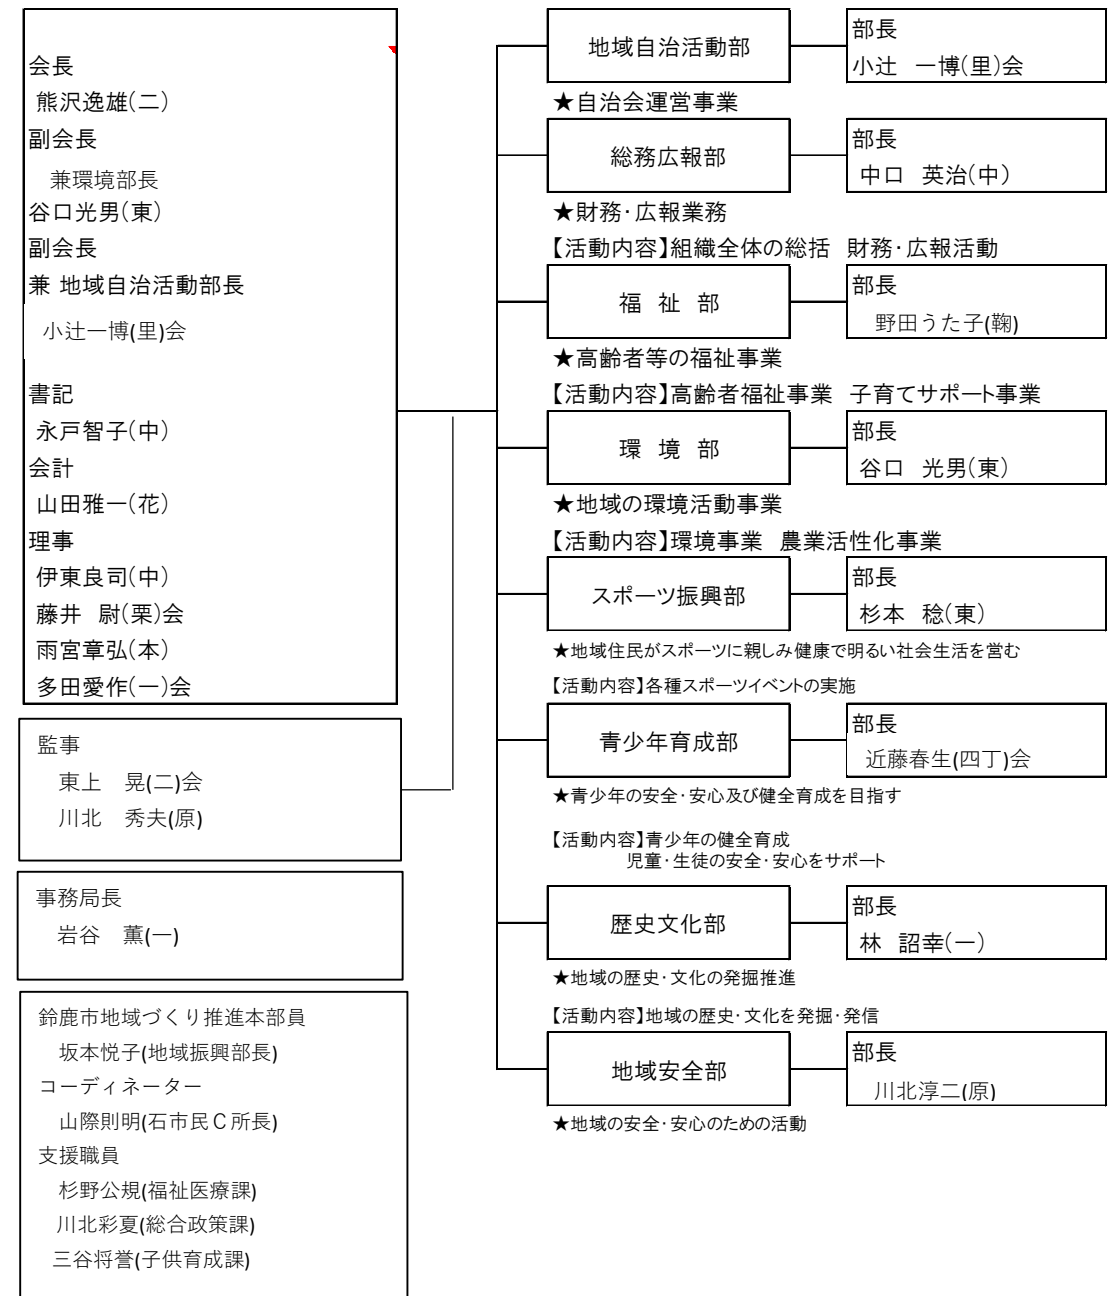 会長
熊沢逸雄(二)
副会長
兼環境部長
谷口光男(東)
副会長
兼 地域自治活動部長
小辻一博(里)会
書記
永戸智子(中)
会計
山田雅一(花)
理事
伊東良司(中)
藤井　尉(栗)会
雨宮章弘(本)
多田愛作(一)会
監事
東上　晃(二)会
川北　秀夫(原)
事務局長
岩谷　薫(一)
鈴鹿市地域づくり推進本部員
坂本悦子(地域振興部長)
コーディネーター
山際則明(石市民Ｃ所長)
支援職員
杉野公規(福祉医療課)
川北彩夏(総合政策課)
三谷将誉(子供育成課)
地域自治活動部
部長
小辻　一博(里)会
★自治会運営事業
総務広報部
部長
中口　英治(中)
★財務･広報業務
【活動内容】組織全体の総括　財務･広報活動
福　祉　部
部長
野田うた子(鞠)
★高齢者等の福祉事業
【活動内容】高齢者福祉事業　子育てサポート事業
環　境　部
部長
谷口　光男(東)
★地域の環境活動事業
【活動内容】環境事業　農業活性化事業
スポーツ振興部
部長
杉本　稔(東)
★地域住民がスポーツに親しみ健康で明るい社会生活を営む
【活動内容】各種スポーツイベントの実施
青少年育成部
部長
近藤春生(四丁)会
★青少年の安全･安心及び健全育成を目指す
【活動内容】青少年の健全育成
児童･生徒の安全･安心をサポート
歴史文化部
部長
林　詔幸(一)
★地域の歴史･文化の発掘推進
【活動内容】地域の歴史･文化を発掘･発信
地域安全部
部長
川北淳二(原)
★地域の安全･安心のための活動